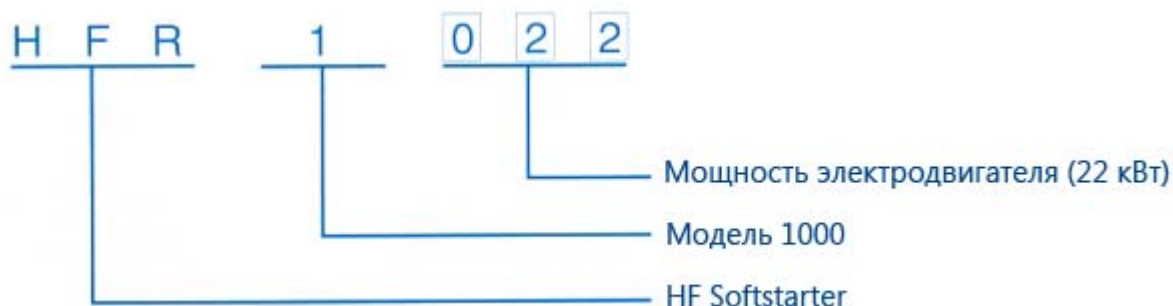 H F R 1 0 2 2
Мощность электродвигателя (22 кВт)
Модель 1000
HF Softstarter